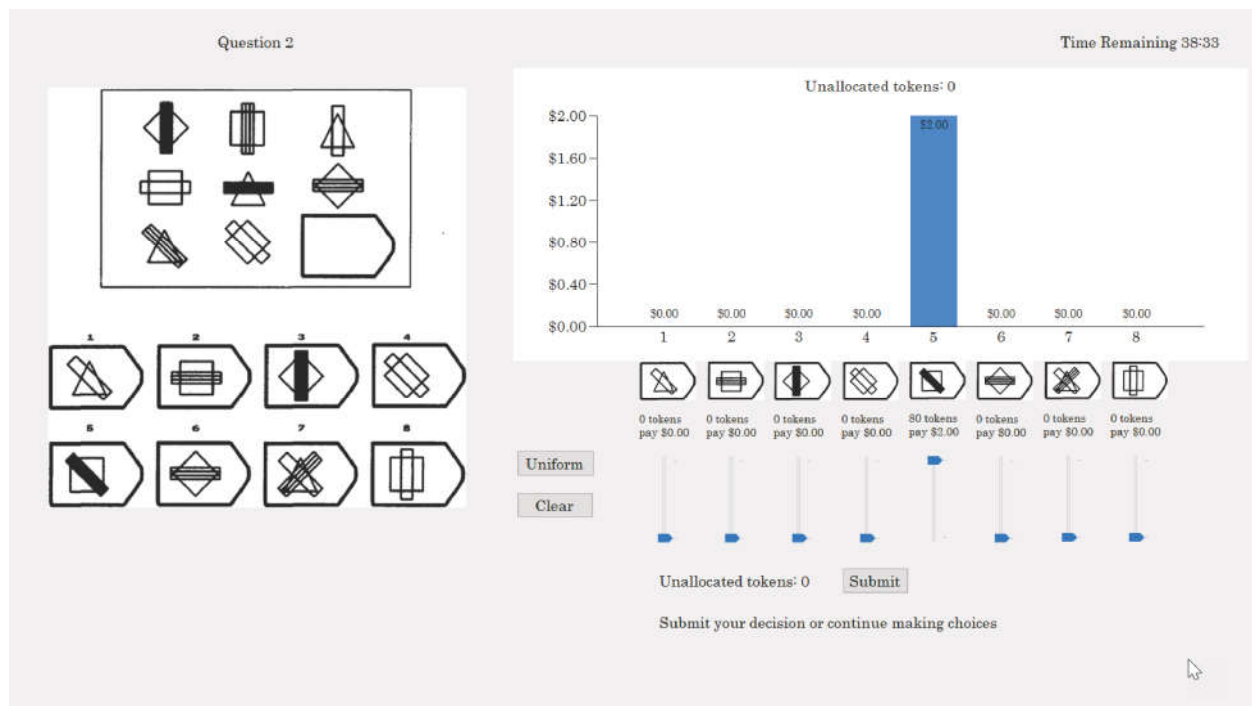 Question 2
Time Remaining 38:33
Unallocated tokens: 0
$2.00
$1.60
$1.20
$0.80
$0.40
$0.00
$2.00
$0.00 $0.00 $0.00 $0.00 $0.00 $0.00 $0.00
1 2 3 4 5 6 7 8
1 2 3 4
5 6 7 8
0 tokens pay $0.00
0 tokens pay $0.00
0 tokens pay $0.00
0 tokens pay $0.00
80 tokens pay $2.00
0 tokens pay $0.00
0 tokens pay $0.00
0 tokens pay $0.00
Uniform
Clear
Unallocated tokens: 0
Submit
Submit your decision or continue making choices